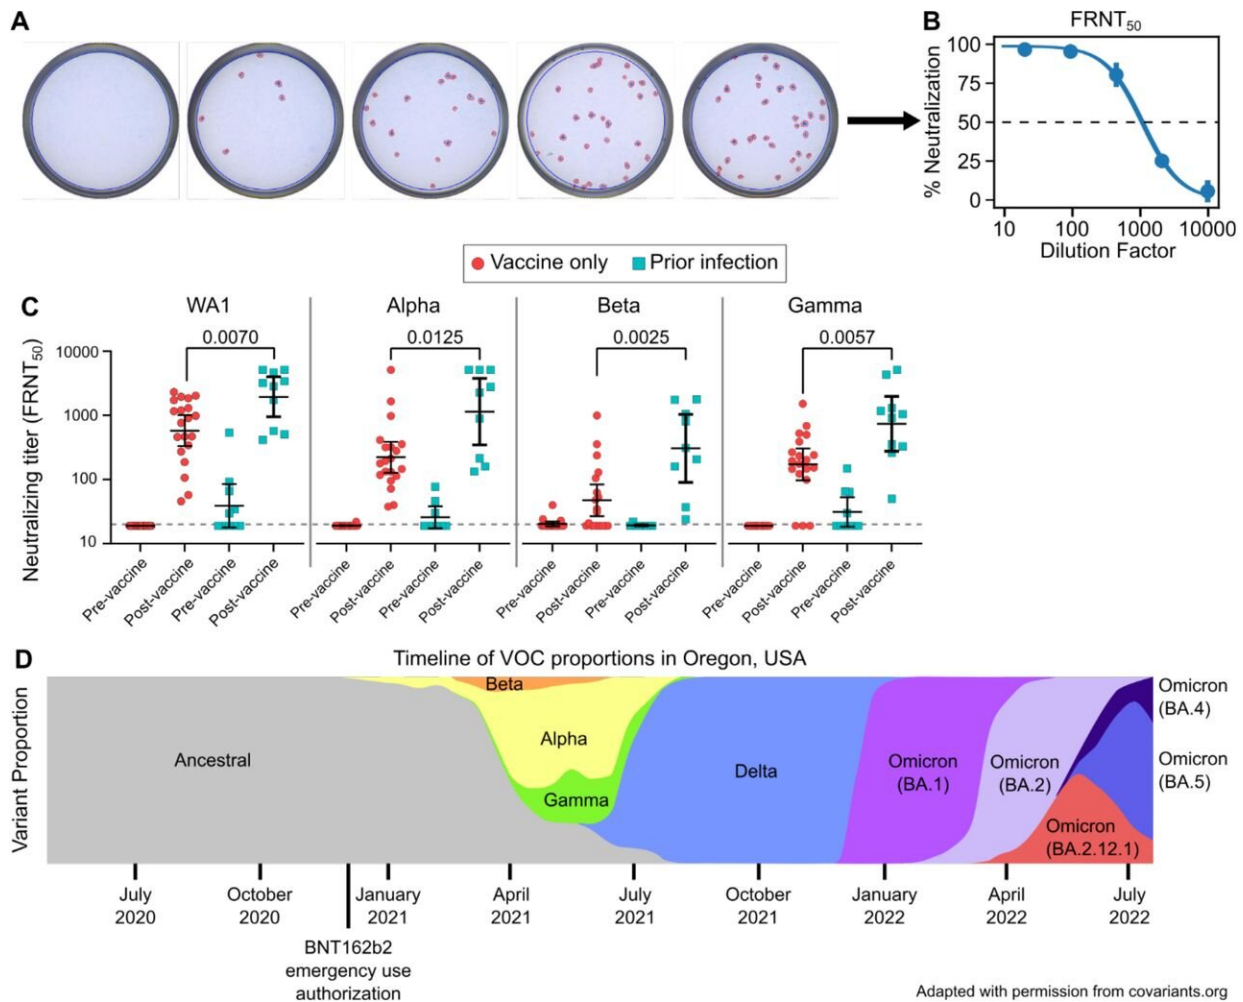 A
B
FRNT50
% Neutralization
100
75
50
25
0
10 100 1000 10000
Dilution Factor
Vaccine only Prior infection
C
WA1 Alpha Beta Gamma
0.0070 0.0125 0.0025 0.0057
Neutralizing titer (FRNT50)
10000
1000
100
10
Pre-vaccine Post-vaccine Pre-vaccine Post-vaccine Pre-vaccine Post-vaccine Pre-vaccine Post-vaccine Pre-vaccine Post-vaccine Pre-vaccine Post-vaccine Pre-vaccine Post-vaccine Pre-vaccine Post-vaccine
D
Timeline of VOC proportions in Oregon, USA
Variant Proportion
Ancestral
Beta
Alpha
Gamma
Delta
Omicron
(BA.1)
Omicron
(BA.2)
Omicron
(BA.2.12.1)
Omicron
(BA.4)
Omicron
(BA.5)
July October January April July October January April July
2020 2020 2021 2021 2021 2021 2022 2022 2022
BNT162b2
emergency use
authorization
Adapted with permission from covariants.org